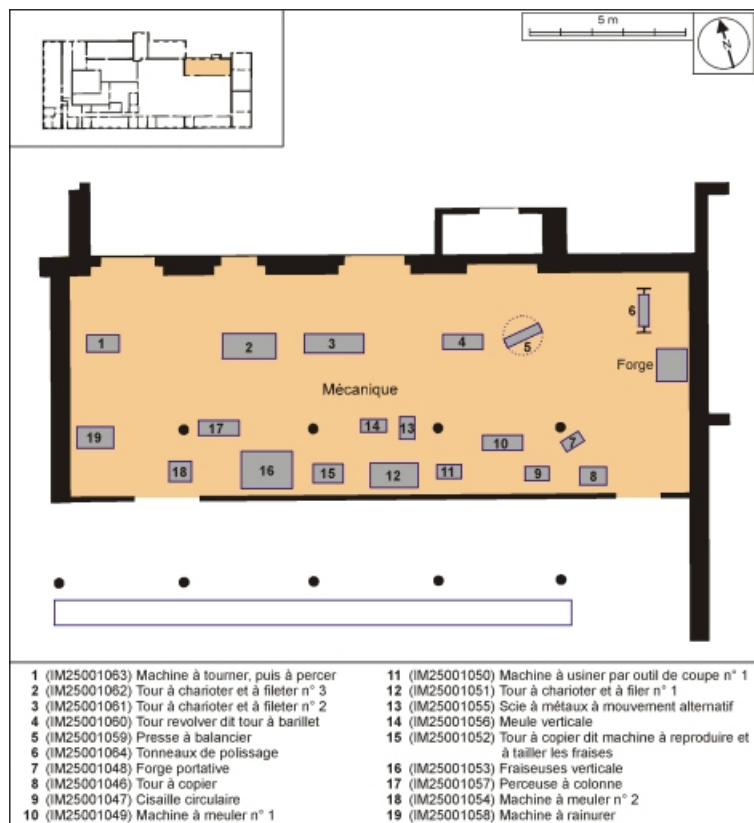 5 m
N
6
1
2
3
4
5
Forge
Mécanique
14
13
17
19
10
7
18
16
15
12
11
9
8
1 (IM25001063) Machine à tourner, puis à percer
2 (IM25001062) Tour à charioter et à fileter n° 3
3 (IM25001061) Tour à charioter et à fileter n° 2
4 (IM25001060) Tour revolver dit tour à barillet
5 (IM25001059) Presse à balancier
6 (IM25001064) Tonneaux de polissage
7 (IM25001048) Forge portative
8 (IM25001046) Tour à copier
9 (IM25001047) Cisaille circulaire
10 (IM25001049) Machine à meuler n° 1
11 (IM25001050) Machine à usiner par outil de coupe n° 1
12 (IM25001051) Tour à charioter et à filer n° 1
13 (IM25001055) Scie à métaux à mouvement alternatif
14 (IM25001056) Meule verticale
15 (IM25001052) Tour à copier dit machine à reproduire et
à tailler les fraises
16 (IM25001053) Fraiseuses verticale
17 (IM25001057) Perceuse à colonne
18 (IM25001054) Machine à meuler n° 2
19 (IM25001058) Machine à rainurer